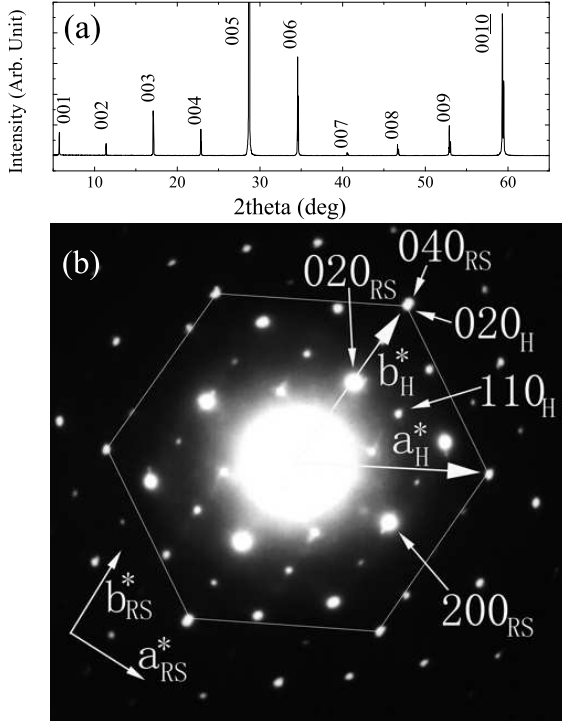 (a)
Intensity (Arb. Unit)
001
002
003
004
005
006
007
008
009
0010
10
20
30
40
50
60
2theta (deg)
(b)
020RS
040RS
020H
b*H
110H
a*H
200RS
b*RS
a*RS